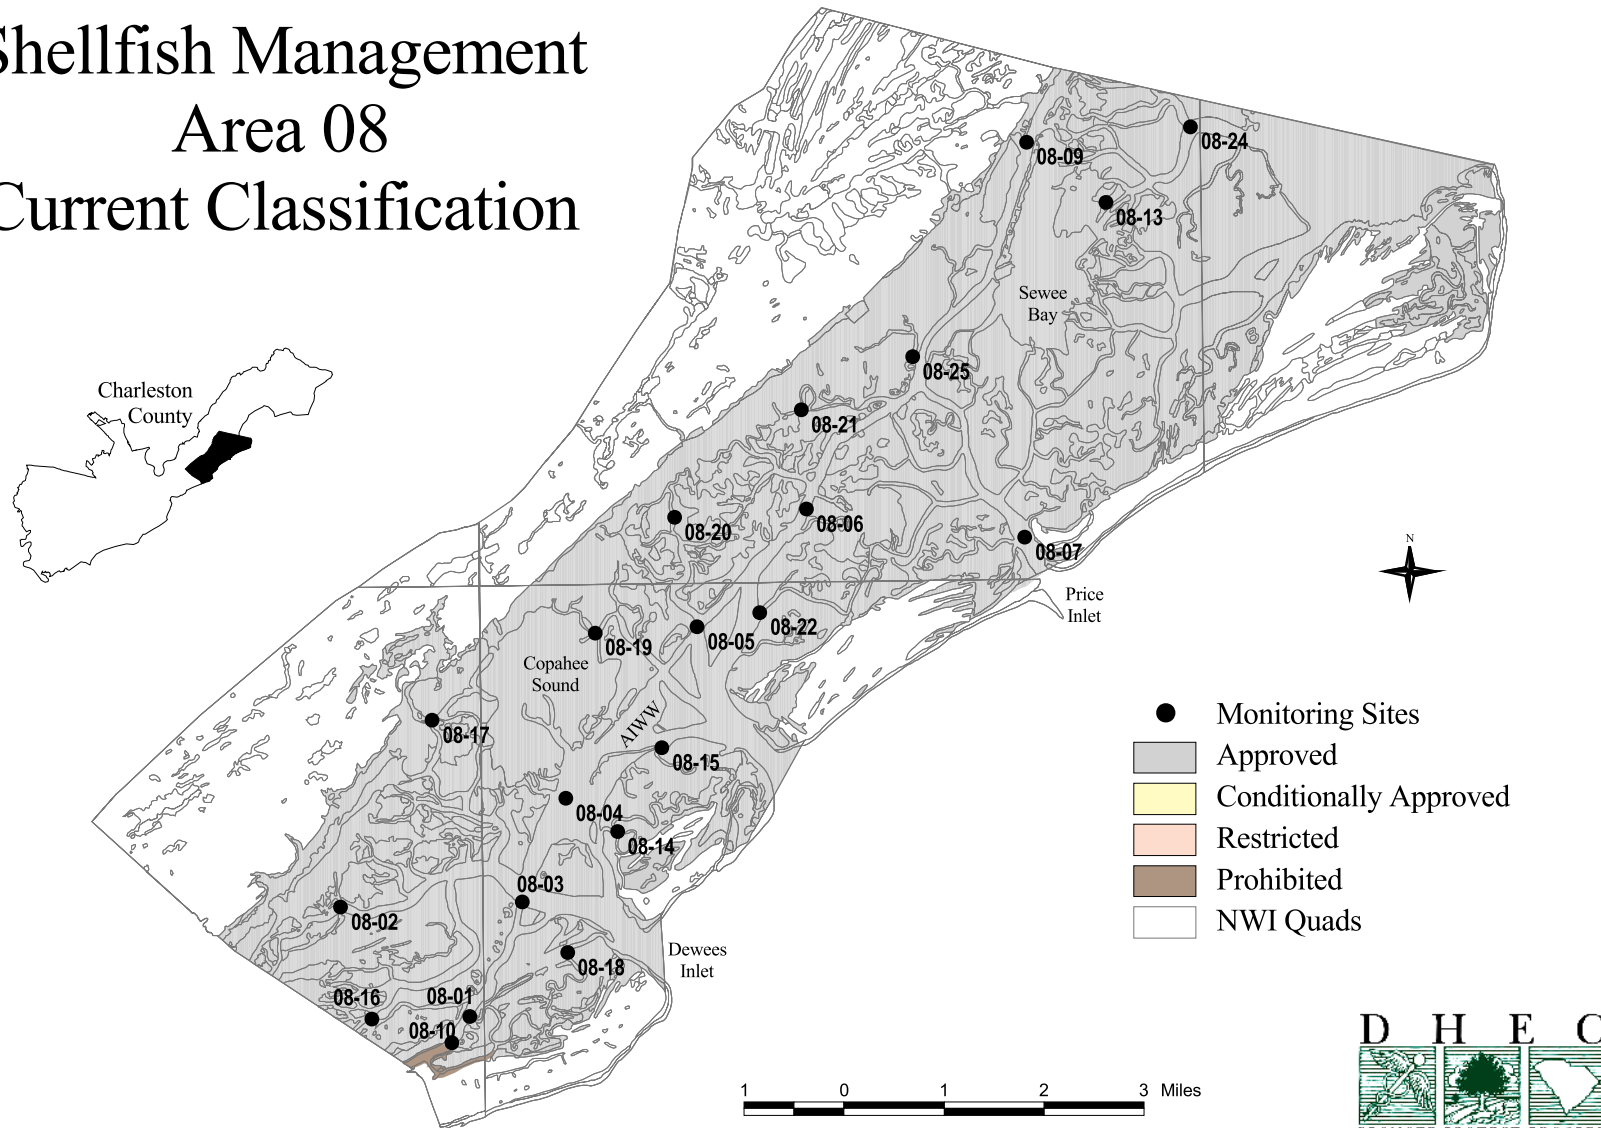 Shellfish Management
Area 08
Current Classification
Charleston
County
08-09
08-24
08-13
Sewee
Bay
08-25
08-21
08-20
08-06
08-07
N
Price
Inlet
08-22
08-05
08-19
Copahee
Sound
AIWW
08-17
08-15
08-04
08-14
08-03
08-02
08-18
Dewees
Inlet
08-16
08-01
08-10
Monitoring Sites
Approved
Conditionally Approved
Restricted
Prohibited
NWI Quads
1 0 1 2 3 Miles
D H E C